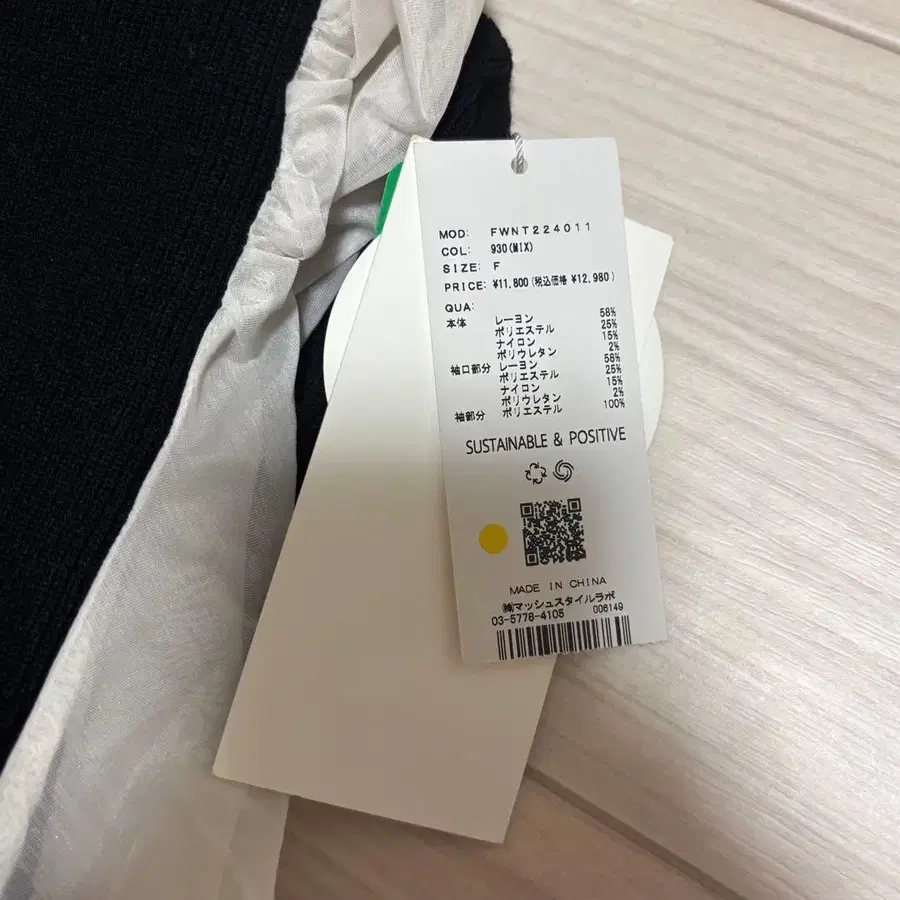 MOD: FWNT224011
COL: 930(MIX)
SIZE: F
PRICE: ¥11,800(税込価格 ¥12,980)
QUA:
本体 レーヨン 58%
ポリエステル 25%
ナイロン 15%
ポリウレタン 2%
袖口部分 レーヨン 58%
ポリエステル 25%
ナイロン 15%
ポリウレタン 2%
袖部分 ポリエステル 100%
SUSTAINABLE & POSITIVE
MADE IN CHINA
㈱マッシュスタイルラボ
03-5778-4105 006149